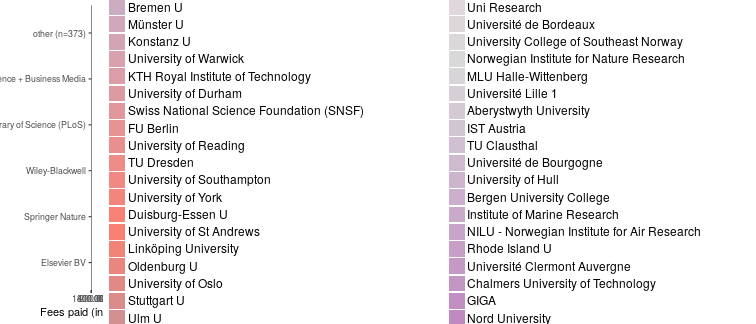 other (n=373)
ence + Business Media
rary of Science (PLoS)
Wiley-Blackwell
Springer Nature
Elsevier BV
Fees paid (in
Bremen U
Münster U
Konstanz U
University of Warwick
KTH Royal Institute of Technology
University of Durham
Swiss National Science Foundation (SNSF)
FU Berlin
University of Reading
TU Dresden
University of Southampton
University of York
Duisburg-Essen U
University of St Andrews
Linköping University
Oldenburg U
University of Oslo
Stuttgart U
Ulm U
Uni Research
Université de Bordeaux
University College of Southeast Norway
Norwegian Institute for Nature Research
MLU Halle-Wittenberg
Université Lille 1
Aberystwyth University
IST Austria
TU Clausthal
Université de Bourgogne
University of Hull
Bergen University College
Institute of Marine Research
NILU - Norwegian Institute for Air Research
Rhode Island U
Université Clermont Auvergne
Chalmers University of Technology
GIGA
Nord University